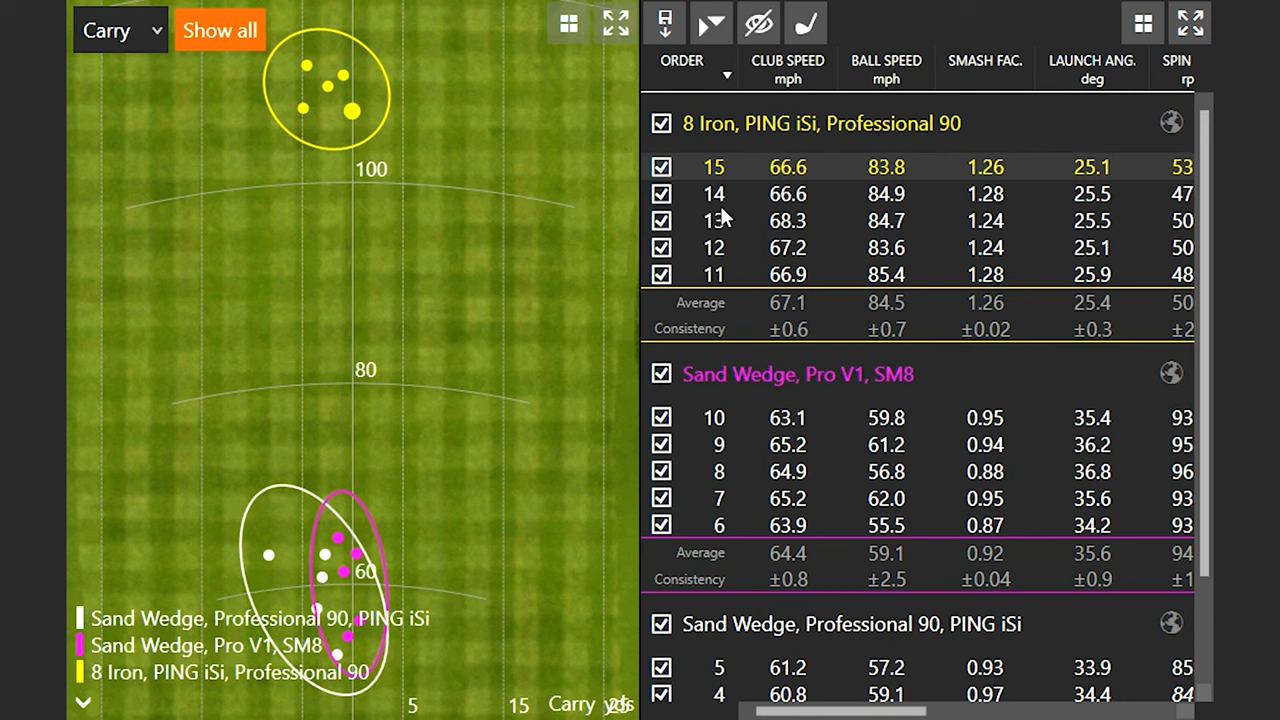 Carry
Show all
100
80
60
Sand Wedge, Professional 90, PING iSi
Sand Wedge, Pro V1, SM8
8 Iron, PING iSi, Professional 90
5 15 25
Carry yds
ORDER CLUB SPEED mph BALL SPEED mph SMASH FAC. LAUNCH ANG. deg SPIN rp
8 Iron, PING iSi, Professional 90
15 66.6 83.8 1.26 25.1 53
14 66.6 84.9 1.28 25.5 47
13 68.3 84.7 1.24 25.5 50
12 67.2 83.6 1.24 25.1 50
11 66.9 85.4 1.28 25.9 48
Average 67.1 84.5 1.26 25.4 50
Consistency ±0.6 ±0.7 ±0.02 ±0.3 ±2
Sand Wedge, Pro V1, SM8
10 63.1 59.8 0.95 35.4 93
9 65.2 61.2 0.94 36.2 95
8 64.9 56.8 0.88 36.8 96
7 65.2 62.0 0.95 35.6 93
6 63.9 55.5 0.87 34.2 93
Average 64.4 59.1 0.92 35.6 94
Consistency ±0.8 ±2.5 ±0.04 ±0.9 ±1
Sand Wedge, Professional 90, PING iSi
5 61.2 57.2 0.93 33.9 85
4 60.8 59.1 0.97 34.4 84